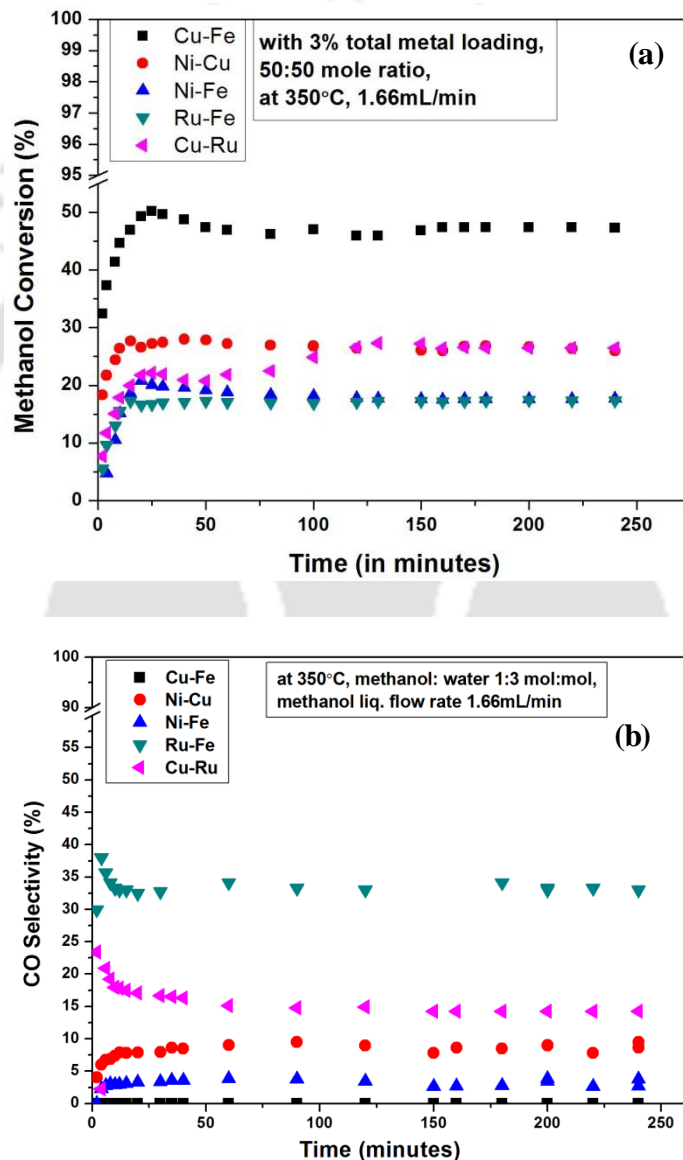 100
99
98
97
96
95
50
40
30
20
10
0
Methanol Conversion (%)
Cu-Fe
Ni-Cu
Ni-Fe
Ru-Fe
Cu-Ru
with 3% total metal loading,
50:50 mole ratio,
at 350°C, 1.66mL/min
(a)
0 50 100 150 200 250
Time (in minutes)
100
90
55
50
45
40
35
30
25
20
15
10
5
0
CO Selectivity (%)
Cu-Fe
Ni-Cu
Ni-Fe
Ru-Fe
Cu-Ru
at 350°C, methanol: water 1:3 mol:mol,
methanol liq. flow rate 1.66mL/min
(b)
0 50 100 150 200 250
Time (minutes)